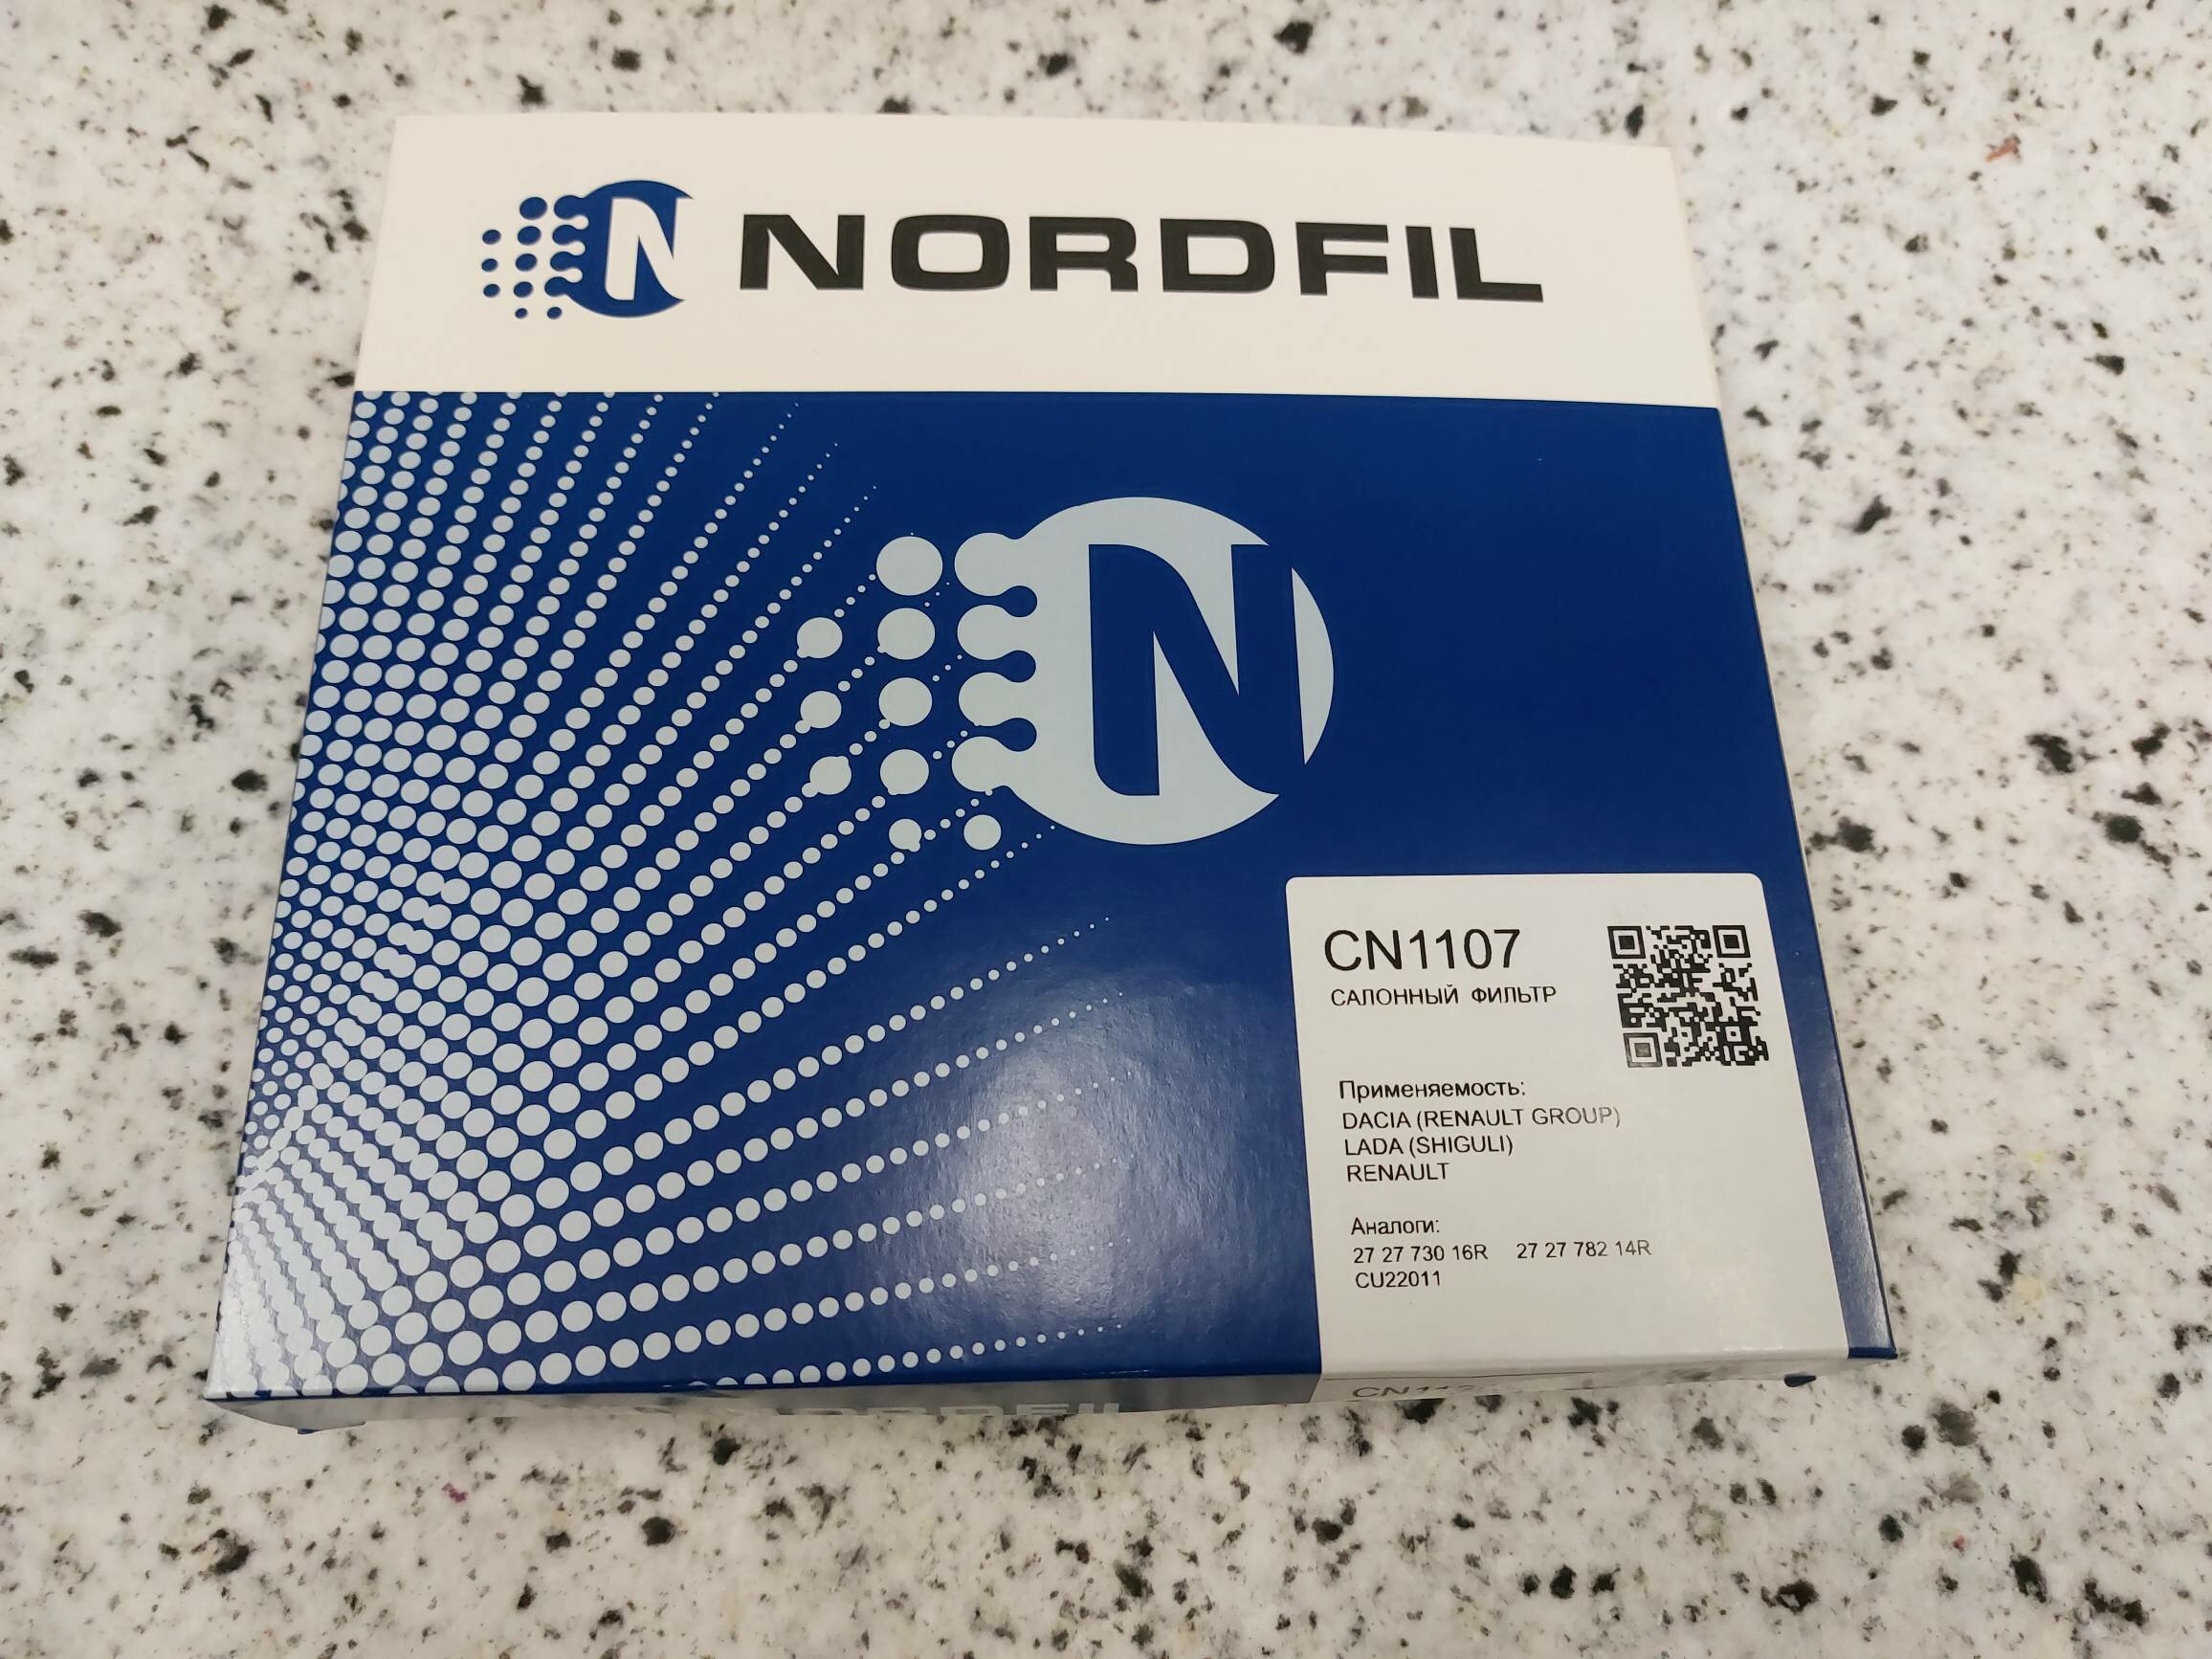 NORDFIL
N
CN1107
САЛОННЫЙ ФИЛЬТР
Применяемость:
DACIA (RENAULT GROUP)
LADA (SHIGULI)
RENAULT
Аналоги:
27 27 730 16R 27 27 782 14R
CU22011